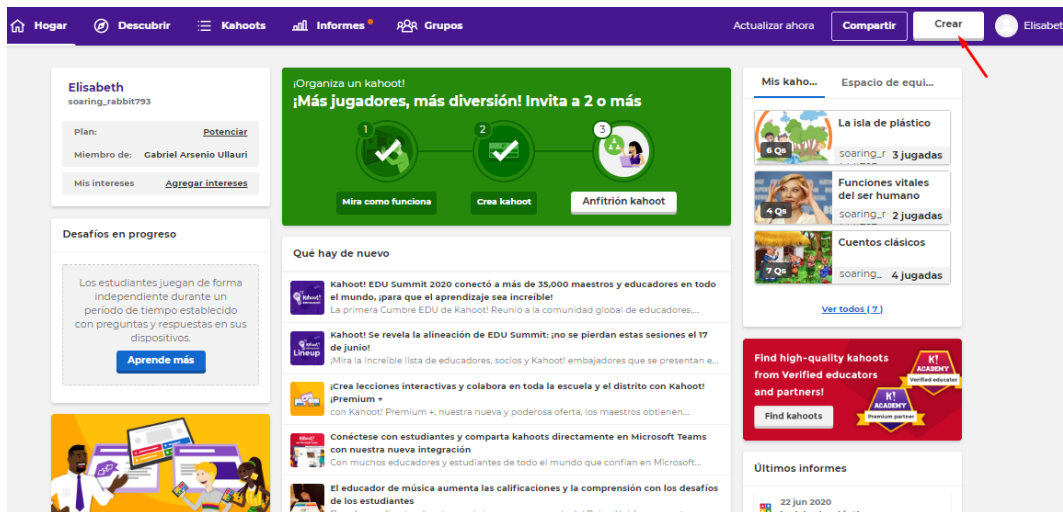 Hogar
Descubrir
Kahoots
Informes
Grupos
Actualizar ahora
Compartir
Crear
Elisabet
Elisabeth
soaring_rabbit793
Plan: Potenciar
Miembro de: Gabriel Arsenio Ullauri
Mis intereses Agregar intereses
Desafíos en progreso
Los estudiantes juegan de forma
independiente durante un
período de tiempo establecido
con preguntas y respuestas en sus
dispositivos.
Aprende más
¡Organiza un kahoot!
¡Más jugadores, más diversión! Invita a 2 o más
1
2
3
Mira como funciona
Crea kahoot
Anfitrión kahoot
Qué hay de nuevo
Kahoot! EDU Summit 2020 conectó a más de 35,000 maestros y educadores en todo
el mundo, ¡para que el aprendizaje sea increíble!
La primera Cumbre EDU de Kahoot! Reunió a la comunidad global de educadores,...
Kahoot!
Lineup
Kahoot! Se revela la alineación de EDU Summit: ¡no se pierdan estas sesiones el 17
de junio!
¡Mira la increíble lista de educadores, socios y Kahoot! embajadores que se presentan e...
¡Crea lecciones interactivas y colabora en toda la escuela y el distrito con Kahoot!
¡Premium +
con Kahoot! Premium +, nuestra nueva y poderosa oferta, los maestros obtienen...
Conéctese con estudiantes y comparta kahoots directamente en Microsoft Teams
con nuestra nueva integración
Con muchos educadores y estudiantes de todo el mundo que confían en Microsoft...
El educador de música aumenta las calificaciones y la comprensión con los desafíos
de los estudiantes
Mis kaho...
Espacio de equi...
La isla de plástico
6 Qs
soaring_r 3 jugadas
Funciones vitales
del ser humano
4 Qs
soaring_r 2 jugadas
Cuentos clásicos
7 Qs
soaring_ 4 jugadas
Ver todos ( 7 )
Find high-quality kahoots
from Verified educators
and partners!
Find kahoots
K!
ACADEMY
Verified educator
K!
ACADEMY
Premium partner
Últimos informes
22 jun 2020